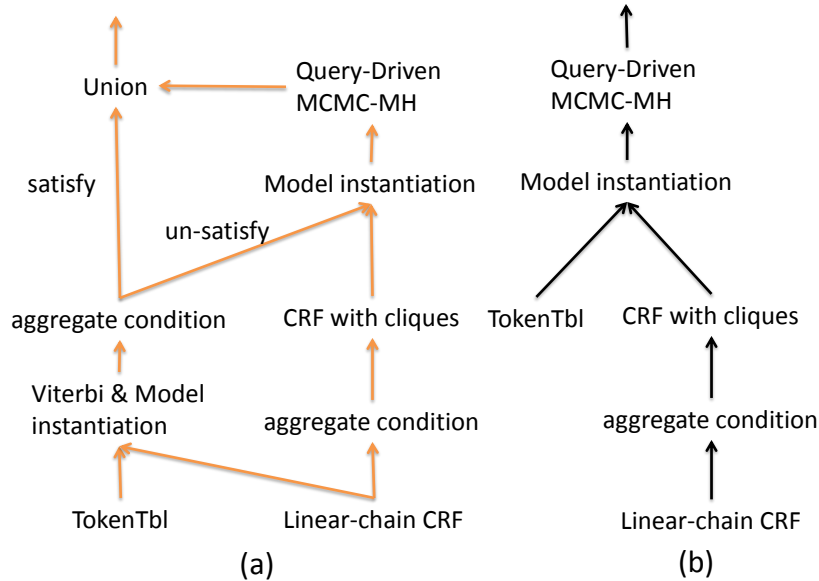 Union
Query-Driven
MCMC-MH
satisfy
Model instantiation
un-satisfy
aggregate condition
CRF with cliques
Viterbi & Model
instantiation
aggregate condition
TokenTbl
Linear-chain CRF
(a)
Query-Driven
MCMC-MH
Model instantiation
TokenTbl
CRF with cliques
aggregate condition
Linear-chain CRF
(b)